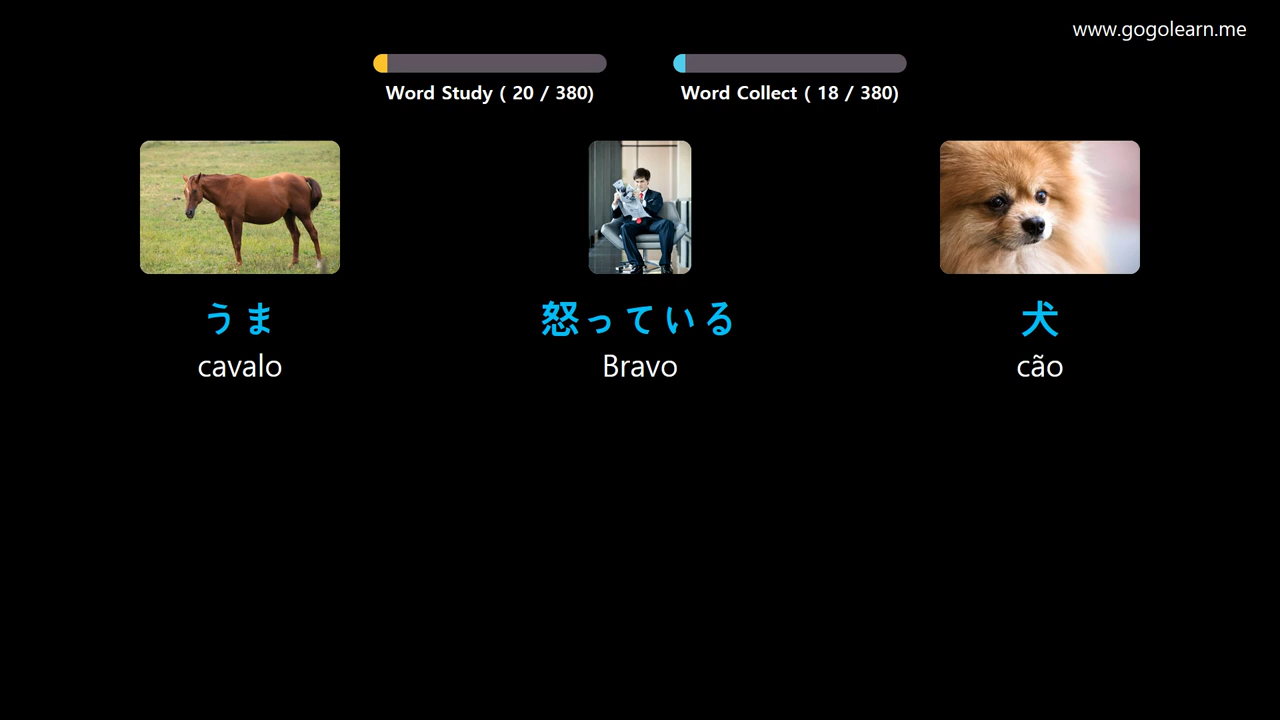 www.gogolearn.me
Word Study ( 20 / 380)
Word Collect ( 18 / 380)
うま
cavalo
怒っている
Bravo
犬
cão